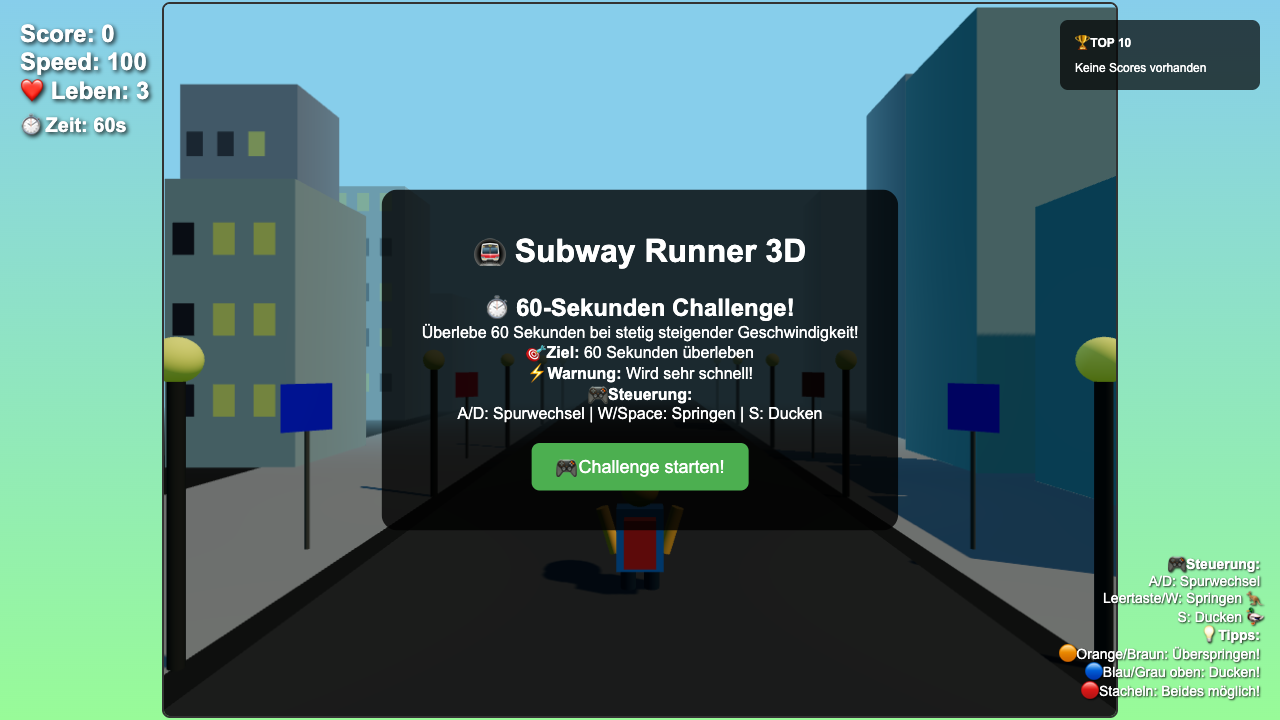 Score: 0
Speed: 100
❤️ Leben: 3
⏱️ Zeit: 60s
🏆TOP 10
Keine Scores vorhanden
🚇 Subway Runner 3D
⏱️ 60-Sekunden Challenge!
Überlebe 60 Sekunden bei stetig steigender Geschwindigkeit!
🎯Ziel: 60 Sekunden überleben
⚡Warnung: Wird sehr schnell!
🎮Steuerung:
A/D: Spurwechsel | W/Space: Springen | S: Ducken
🎮Challenge starten!
🎮Steuerung:
A/D: Spurwechsel
Leertaste/W: Springen 🦘
S: Ducken 🦆
💡Tipps:
🟠Orange/Braun: Überspringen!
🔵Blau/Grau oben: Ducken!
🔴Stacheln: Beides möglich!